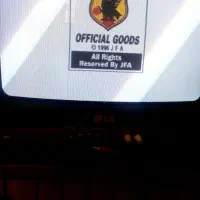 OFFICIAL GOODS
© 1996 J F A
All Rights
Reserved By JFA